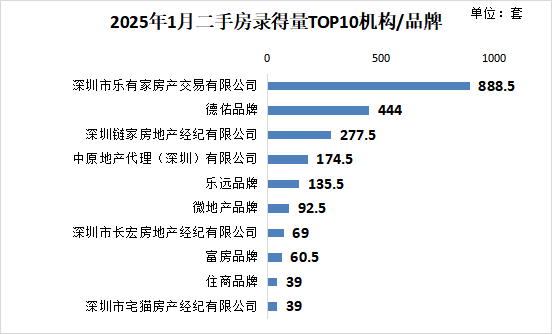 2025年1月二手房录得量TOP10机构/品牌
单位：套
0 500 1000
深圳市乐有家房产交易有限公司 888.5
德佑品牌 444
深圳链家房地产经纪有限公司 277.5
中原地产代理（深圳）有限公司 174.5
乐远品牌 135.5
微地产品牌 92.5
深圳市长宏房地产经纪有限公司 69
富房品牌 60.5
住商品牌 39
深圳市宅猫房产经纪有限公司 39